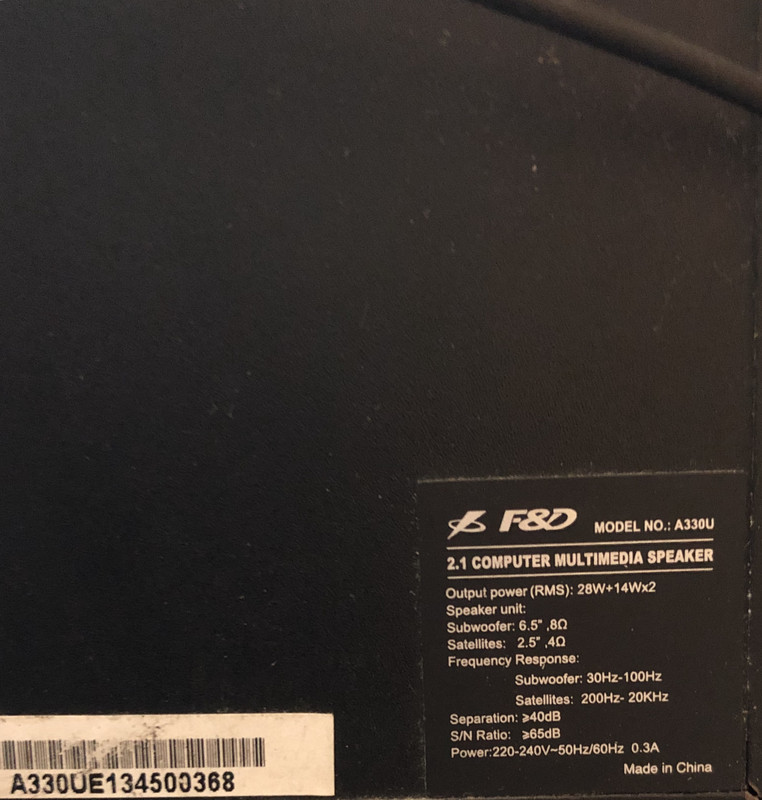 F&D MODEL NO.: A330U
2.1 COMPUTER MULTIMEDIA SPEAKER
Output power (RMS): 28W+14Wx2
Speaker unit:
Subwoofer: 6.5" ,8Ω
Satellites: 2.5" ,4Ω
Frequency Response:
Subwoofer: 30Hz-100Hz
Satellites: 200Hz- 20KHz
Separation: ≥40dB
S/N Ratio: ≥65dB
Power:220-240V~50Hz/60Hz 0.3A
Made in China
A330UE134500368